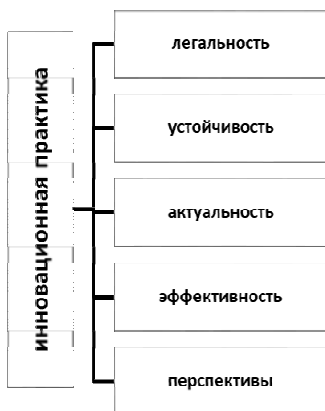 инновационная практика
легальность
устойчивость
актуальность
эффективность
перспективы